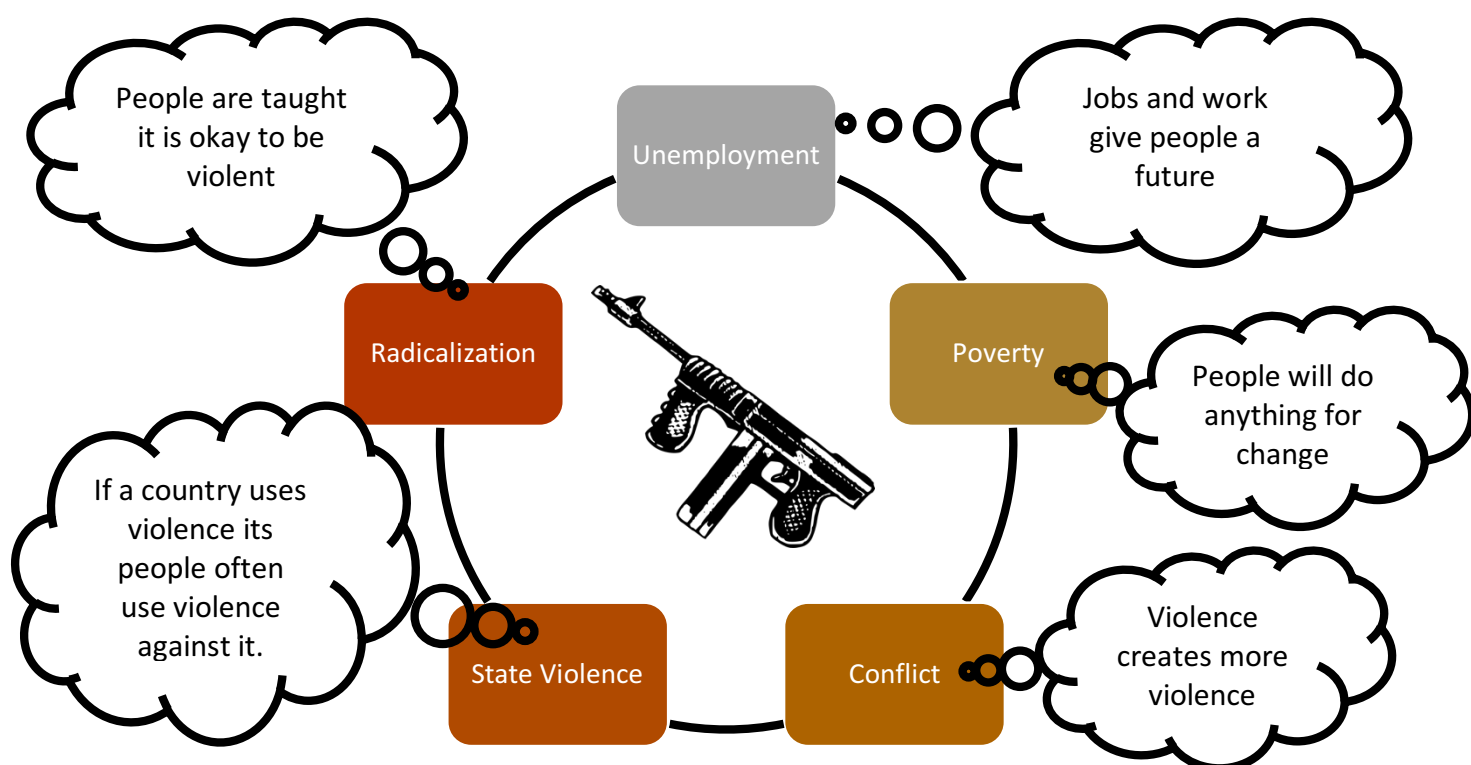 People are taught
it is okay to be
violent
Unemployment
Jobs and work
give people a
future
Radicalization
Poverty
People will do
anything for
change
If a country uses
violence its
people often
use violence
against it.
State Violence
Conflict
Violence
creates more
violence